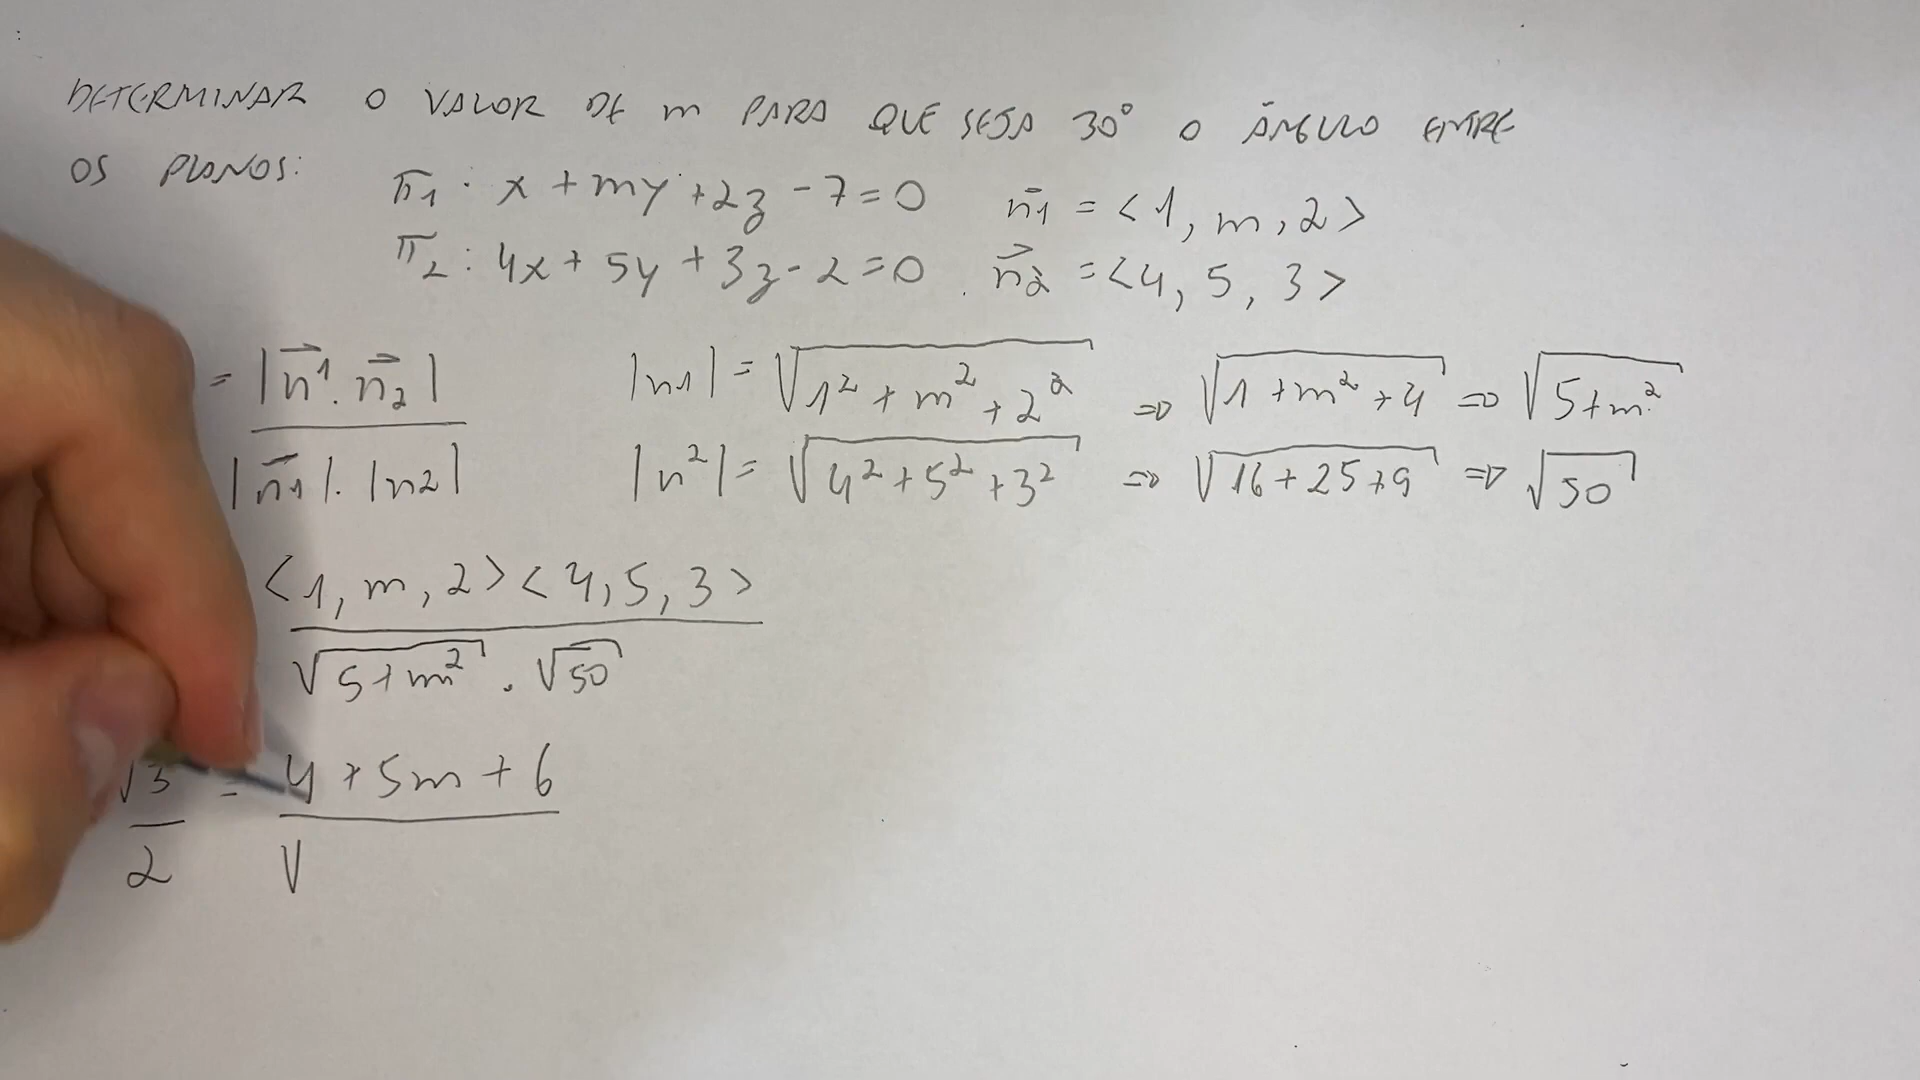 DETERMINAR O VALOR DE m PARA QUE SEJA 30° O ÂNGULO ENTRE
OS PLANOS:
π1 : x + my + 2z - 7 = 0 n1 = <1, m, 2>
π2 : 4x + 5y + 3z - 2 = 0 n2 = <4, 5, 3>
= |n1 . n2| / |n1| . |n2|
|n1| = √(1² + m² + 2²) => √(1 + m² + 4) => √(5 + m²)
|n²| = √(4² + 5² + 3²) => √(16 + 25 + 9) => √50
<1, m, 2> <4, 5, 3>
√(5 + m²) . √50
√3 / 2 = 4 + 5m + 6 / √